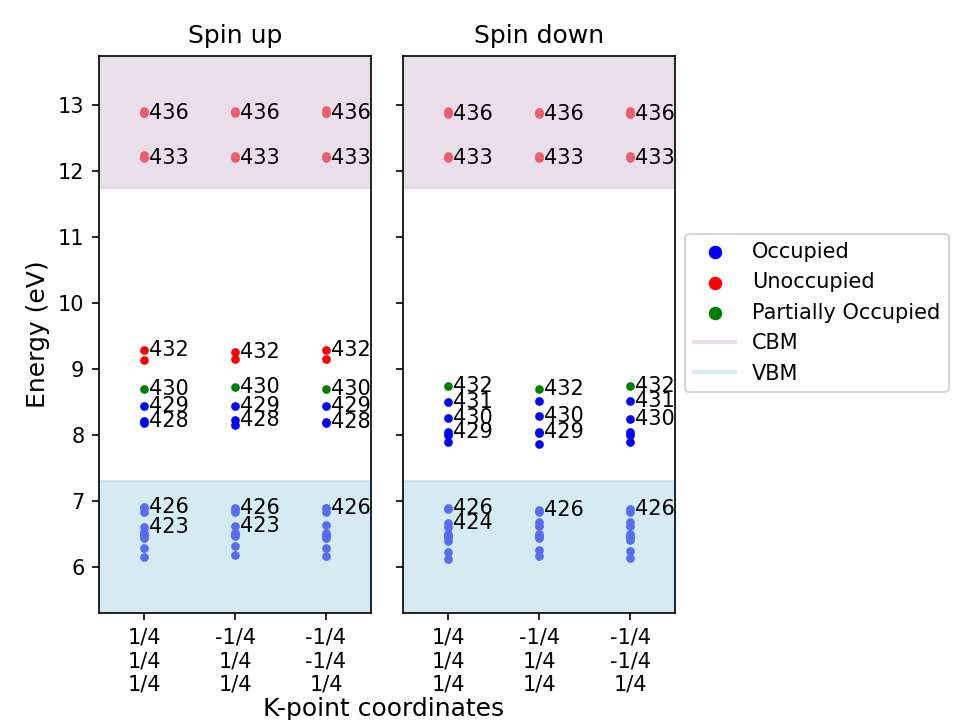 Spin up
Spin down
Energy (eV)
13
12
11
10
9
8
7
6
436 436 436
433 433 433
432 432 432
430 430 430
429 429 429
428 428 428
426 426 426
423 423
436 436 436
433 433 433
432 432 432
431 431
430 430 430
429 429
426 426 426
424
Occupied
Unoccupied
Partially Occupied
CBM
VBM
1/4 -1/4 -1/4 1/4 -1/4 -1/4
1/4 1/4 -1/4 1/4 1/4 -1/4
1/4 1/4 1/4 1/4 1/4 1/4
K-point coordinates